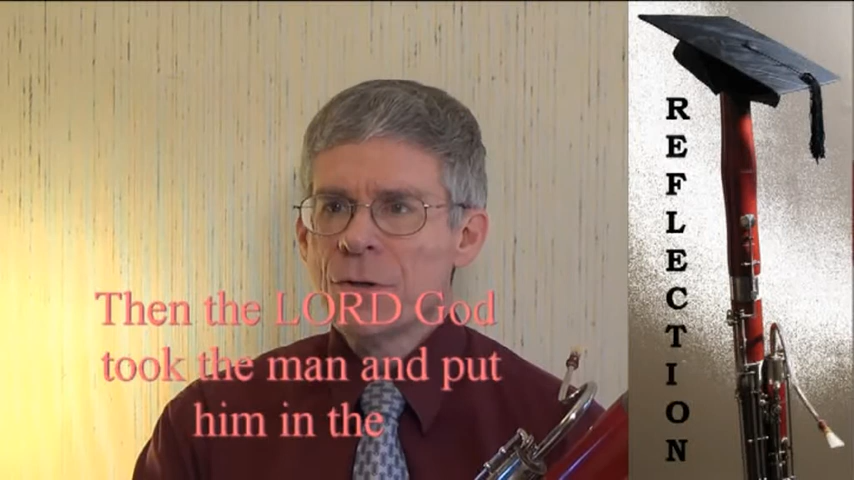 Then the LORD God
took the man and put
him in the
REFLECTION